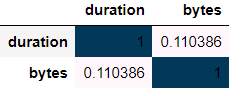 duration bytes
duration 1 0.110386
bytes 0.110386 1